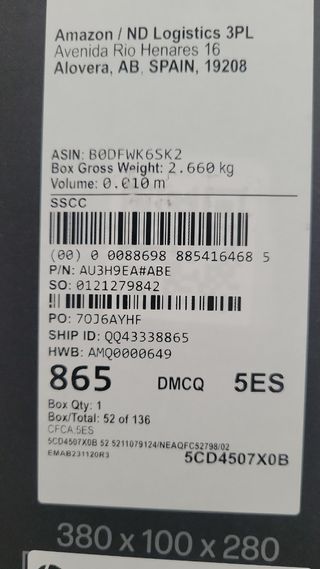 Amazon / ND Logistics 3PL
Avenida Rio Henares 16
Alovera, AB, SPAIN, 19208
ASIN: B0DFWK6SK2
Box Gross Weight: 2.660 kg
Volume: 0.010 m
SSCC
(00) 0 0088698 885416468 5
P/N: AU3H9EA#ABE
SO: 0121279842
PO: 7OJ6AYHF
SHIP ID: QQ43338865
HWB: AMQ0000649
865 DMCQ 5ES
Box Qty: 1
Box/Total: 52 of 136
CFCA.5ES
5CD4507X0B 52 5211079124/NEAQFC52798/02
EMAB231120R3
5CD4507X0B
380 x 100 x 280